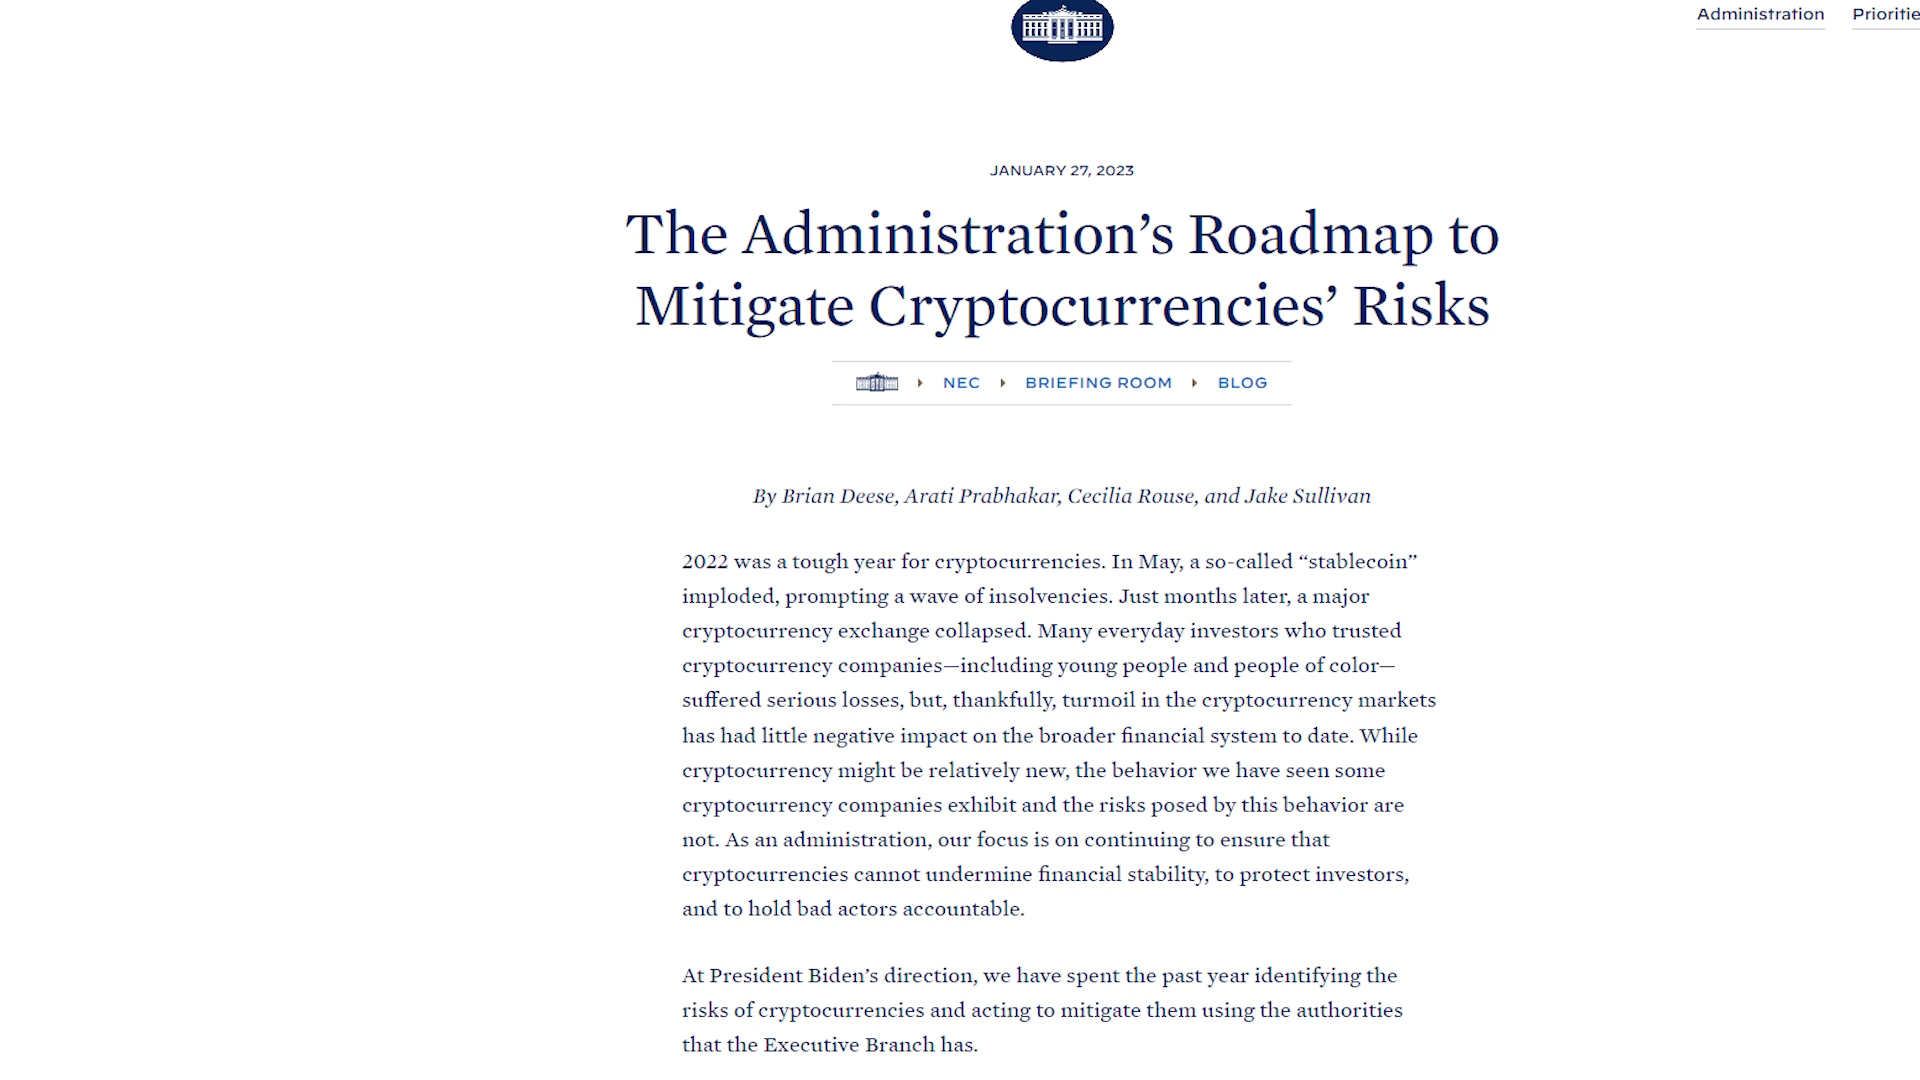 Administration Prioritie
JANUARY 27, 2023
The Administration’s Roadmap to
Mitigate Cryptocurrencies’ Risks
NEC BRIEFING ROOM BLOG
By Brian Deese, Arati Prabhakar, Cecilia Rouse, and Jake Sullivan
2022 was a tough year for cryptocurrencies. In May, a so-called “stablecoin”
imploded, prompting a wave of insolvencies. Just months later, a major
cryptocurrency exchange collapsed. Many everyday investors who trusted
cryptocurrency companies—including young people and people of color—
suffered serious losses, but, thankfully, turmoil in the cryptocurrency markets
has had little negative impact on the broader financial system to date. While
cryptocurrency might be relatively new, the behavior we have seen some
cryptocurrency companies exhibit and the risks posed by this behavior are
not. As an administration, our focus is on continuing to ensure that
cryptocurrencies cannot undermine financial stability, to protect investors,
and to hold bad actors accountable.
At President Biden’s direction, we have spent the past year identifying the
risks of cryptocurrencies and acting to mitigate them using the authorities
that the Executive Branch has.